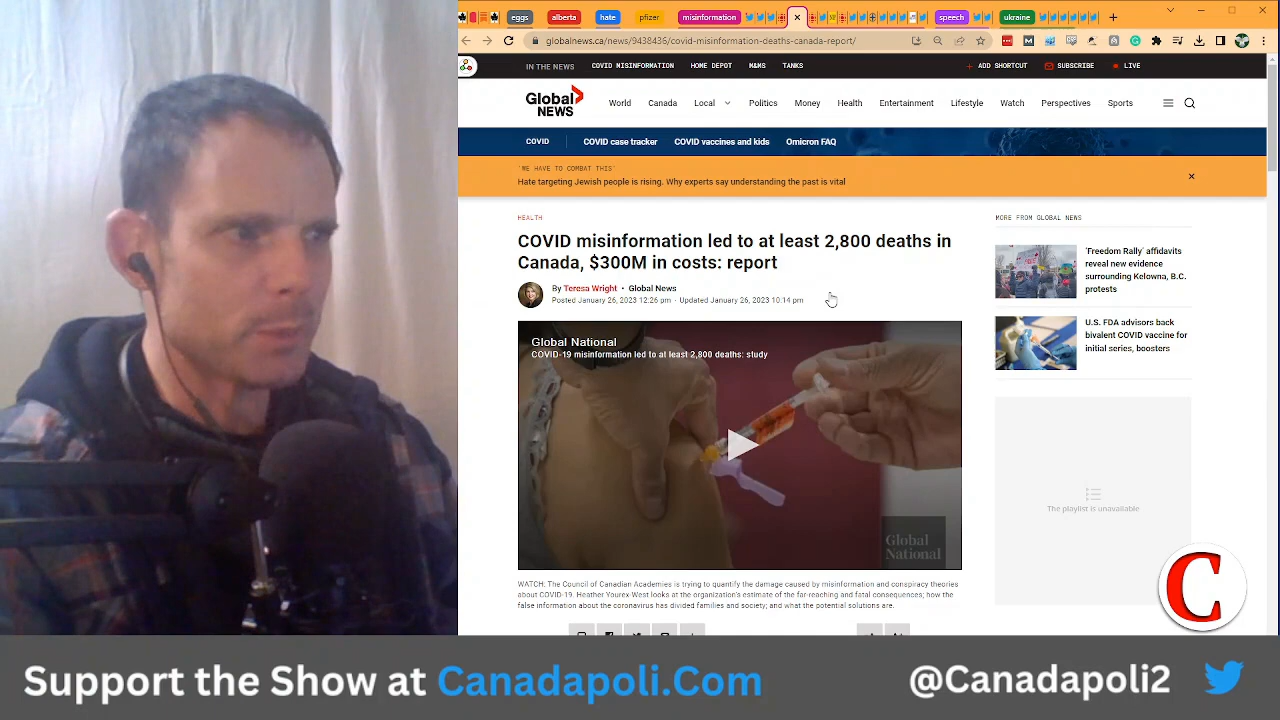 eggs
alberta
hate
pfizer
misinformation
speech
ukraine
globalnews.ca/news/9438436/covid-misinformation-deaths-canada-report/
IN THE NEWS COVID MISINFORMATION HOME DEPOT M&MS TANKS
ADD SHORTCUT SUBSCRIBE LIVE
Global NEWS
World Canada Local Politics Money Health Entertainment Lifestyle Watch Perspectives Sports
COVID COVID case tracker COVID vaccines and kids Omicron FAQ
'WE HAVE TO COMBAT THIS'
Hate targeting Jewish people is rising. Why experts say understanding the past is vital
HEALTH
COVID misinformation led to at least 2,800 deaths in
Canada, $300M in costs: report
By Teresa Wright • Global News
Posted January 26, 2023 12:26 pm - Updated January 26, 2023 10:14 pm
Global National
COVID-19 misinformation led to at least 2,800 deaths: study
Global
National
WATCH: The Council of Canadian Academies is trying to quantify the damage caused by misinformation and conspiracy theories
about COVID-19. Heather Yourex-West looks at the organization's estimate of the far-reaching and fatal consequences; how the
false information about the coronavirus has divided families and society; and what the potential solutions are.
MORE FROM GLOBAL NEWS
'Freedom Rally' affidavits
reveal new evidence
surrounding Kelowna, B.C.
protests
U.S. FDA advisors back
bivalent COVID vaccine for
initial series, boosters
The playlist is unavailable
C
Support the Show at Canadapoli.Com
@Canadapoli2